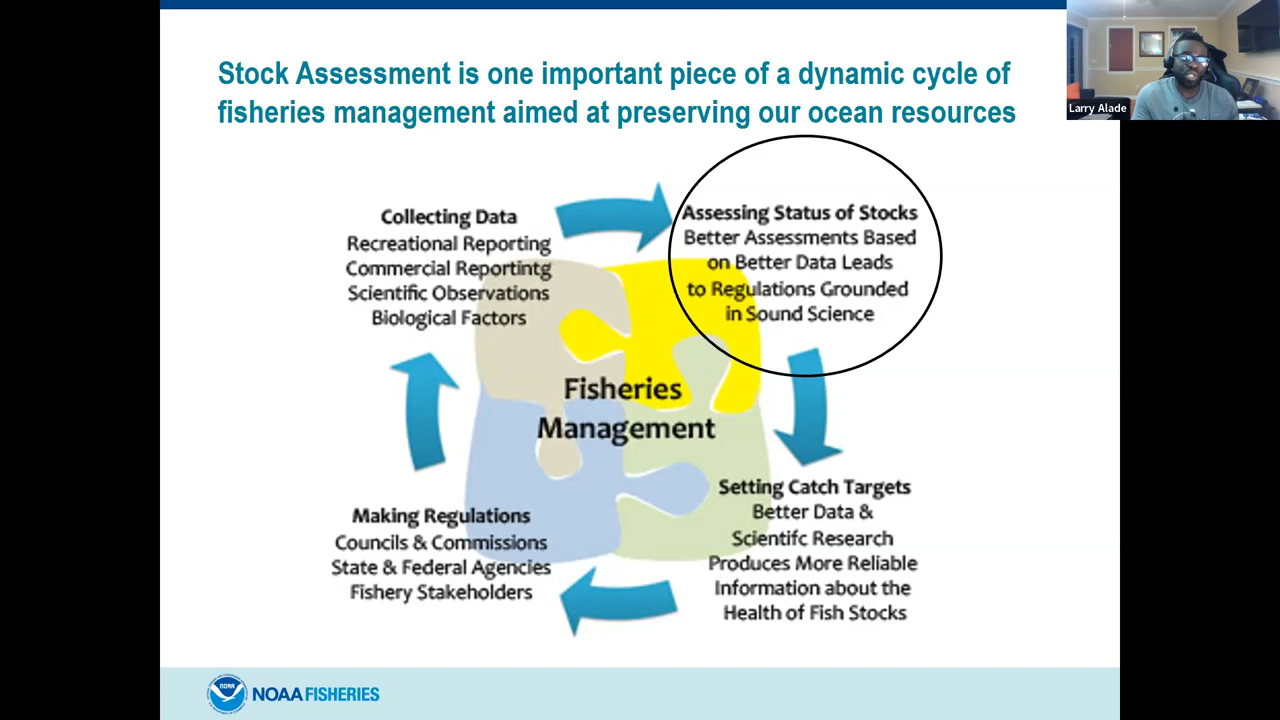 Stock Assessment is one important piece of a dynamic cycle of
fisheries management aimed at preserving our ocean resources
Larry Alade
Collecting Data
Recreational Reporting
Commercial Reportintg
Scientific Observations
Biological Factors
Assessing Status of Stocks
Better Assessments Based
on Better Data Leads
to Regulations Grounded
in Sound Science
Fisheries
Management
Making Regulations
Councils & Commissions
State & Federal Agencies
Fishery Stakeholders
Setting Catch Targets
Better Data &
Scientifc Research
Produces More Reliable
Information about the
Health of Fish Stocks
NOAA
NOAA FISHERIES